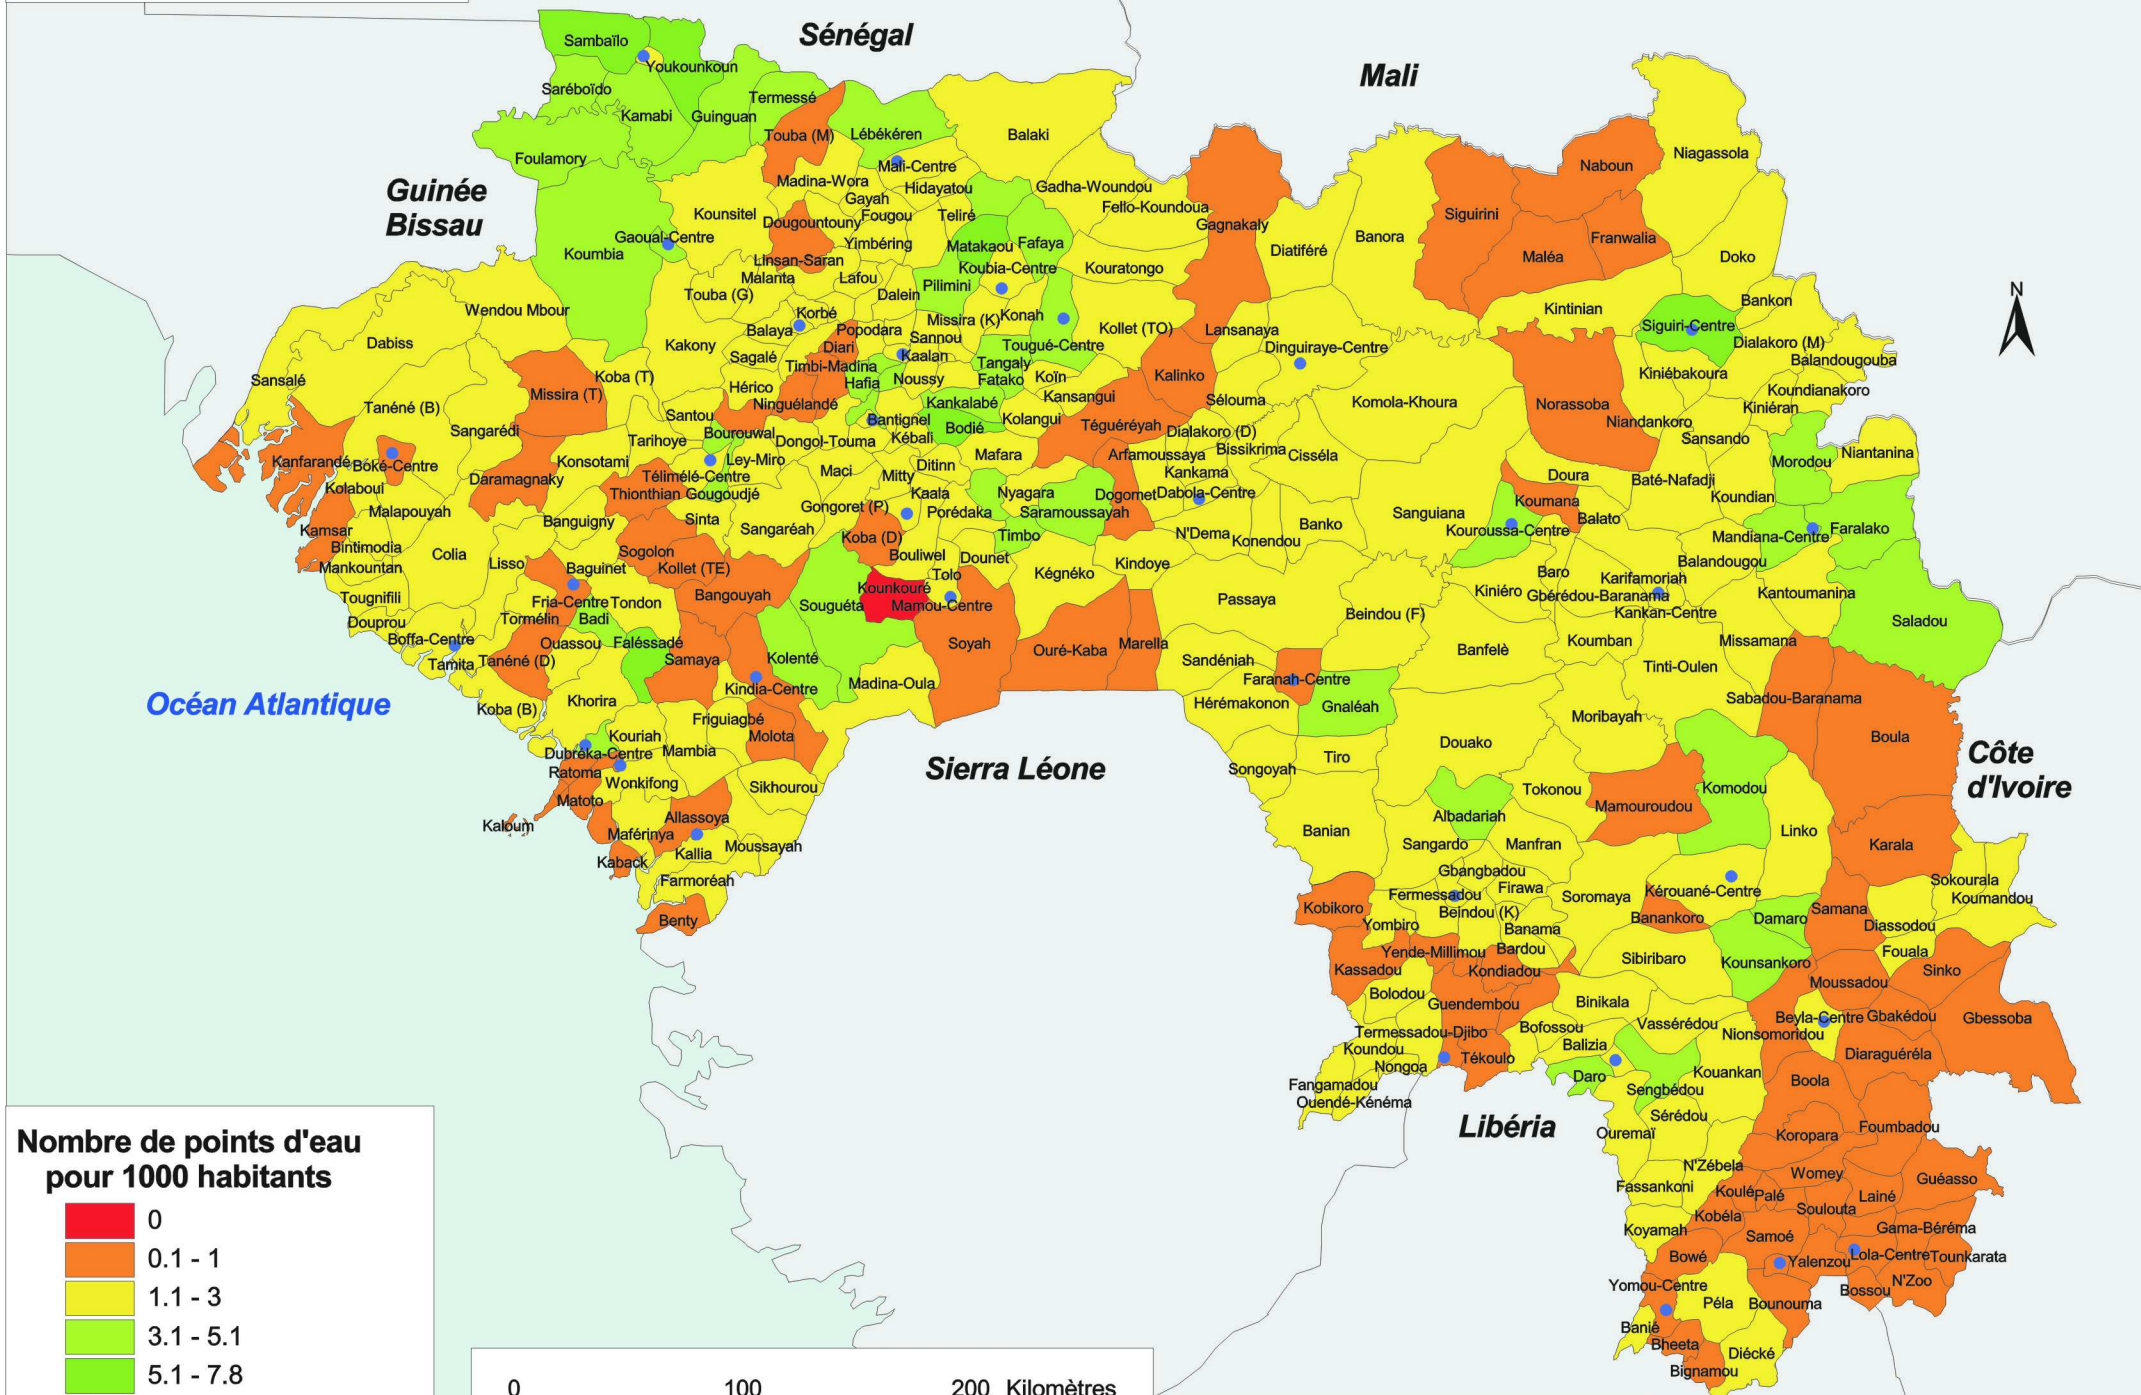 Sénégal
Mali
Guinée
Bissau
Océan Atlantique
Sierra Léone
Libéria
Côte
d'Ivoire
N
Sambaïlo
Youkounkoun
Saréboïdo
Kamabi
Guinguan
Termessé
Touba (M)
Lébékéren
Balaki
Foulamory
Mali-Centre
Madina-Wora
Hidayatou
Gayah
Gadha-Woundou
Fello-Koundoua
Kounsitel
Dougountouny
Fougou
Teliré
Gagnakaly
Siguirini
Naboun
Niagassola
Gaoual-Centre
Koumbia
Yimbéring
Matakaou
Fafaya
Diatiféré
Banora
Maléa
Franwalia
Doko
Linsan-Saran
Malanta
Lafou
Koubia-Centre
Kouratongo
Touba (G)
Dalein
Pilimini
Wendou Mbour
Korbé
Balaya
Popodara
Missira (K)
Konah
Kollet (TO)
Lansanaya
Kintinian
Bankon
Siguiri-Centre
Dabiss
Kakony
Sannou
Diari
Kaalan
Tougué-Centre
Dinguiraye-Centre
Dialakoro (M)
Balandougouba
Sagalé
Timbi-Madina
Tangaly
Sansalé
Koba (T)
Hérico
Hafia
Noussy
Fatako
Koïn
Kalinko
Kiniébakoura
Koundianakoro
Missira (T)
Ninguélandé
Kankalabé
Kansangui
Sélouma
Komola-Khoura
Norassoba
Kiniéran
Tanéné (B)
Santou
Bantignel
Bodié
Kolangui
Téguéréyah
Niandankoro
Sangarédi
Tarihoye
Bourouwal
Dongol-Touma
Kébali
Dialakoro (D)
Bissikrima
Cisséla
Sansando
Niantanina
Kanfarandé
Boké-Centre
Konsotami
Ley-Miro
Maci
Mitty
Ditinn
Mafara
Arfamoussaya
Kankama
Morodou
Kolaboui
Daramagnaky
Télimélé-Centre
Thionthian
Gougoudjé
Kaala
Nyagara
Dogomet
Dabola-Centre
Doura
Baté-Nafadji
Koundian
Malapouyah
Gongoret (P)
Porédaka
Saramoussayah
Sanguiana
Koumana
Kamsar
Banguigny
Sinta
Sangaréah
Koba (D)
Timbo
N'Dema
Konendou
Banko
Kouroussa-Centre
Balato
Mandiana-Centre
Faralako
Bintimodia
Mankountan
Colia
Lisso
Sogolon
Kollet (TE)
Bouliwel
Dounet
Kégnéko
Kindoye
Balandougou
Baguinet
Tolo
Baro
Karifamoriah
Tougnifili
Fria-Centre
Tondon
Bangouyah
Souguéta
Kounkouré
Mamou-Centre
Passaya
Beindou (F)
Kiniéro
Gbérédou-Baranama
Kankan-Centre
Kantoumanina
Saladou
Douprou
Tormélin
Badi
Boffa-Centre
Ouassou
Faléssadé
Samaya
Kolenté
Soyah
Ouré-Kaba
Marella
Banfelè
Koumban
Missamana
Tamita
Tanéné (D)
Madina-Oula
Sandéniah
Faranah-Centre
Tinti-Oulen
Koba (B)
Khorira
Kindia-Centre
Hérémakonon
Gnaléah
Sabadou-Baranama
Moribayah
Friguiagbé
Molota
Kouriah
Dubréka-Centre
Mambia
Ratoma
Wonkifong
Sikhourou
Songoyah
Tiro
Douako
Boula
Matoto
Tokonou
Mamouroudou
Komodou
Kaloum
Allassoya
Maférinya
Kaback
Kallia
Moussayah
Farmoréah
Benty
Banian
Albadariah
Sangardo
Manfran
Linko
Karala
Gbangbadou
Fermessadou
Firawa
Soromaya
Kérouané-Centre
Sokourala
Koumandou
Kobikoro
Beindou (K)
Banankoro
Damaro
Samana
Diassodou
Yombiro
Banama
Yende-Millimou
Bardou
Fouala
Kassadou
Kondiadou
Sibiribaro
Kounsankoro
Sinko
Moussadou
Bolodou
Guendembou
Binikala
Beyla-Centre
Gbakédou
Gbessoba
Termessadou-Djibo
Bofossou
Vassérédou
Nionsomoridou
Koundou
Balizia
Nongoa
Tékoulo
Diaraguéréla
Fangamadou
Daro
Sengbédou
Kouankan
Boola
Ouendé-Kénéma
Sérédou
Ouremaï
Koropara
Foumbadou
N'Zébela
Womey
Guéasso
Fassankoni
Koulé
Palé
Lainé
Soulouta
Kobéla
Koyamah
Samoé
Gama-Béréma
Bowé
Yalenzou
Lola-Centre
Tounkarata
Yomou-Centre
N'Zoo
Bossou
Péla
Bounouma
Banié
Bheeta
Diécké
Bignamou
Nombre de points d'eau
pour 1000 habitants
0
0.1 - 1
1.1 - 3
3.1 - 5.1
5.1 - 7.8
0 100 200 Kilomètres